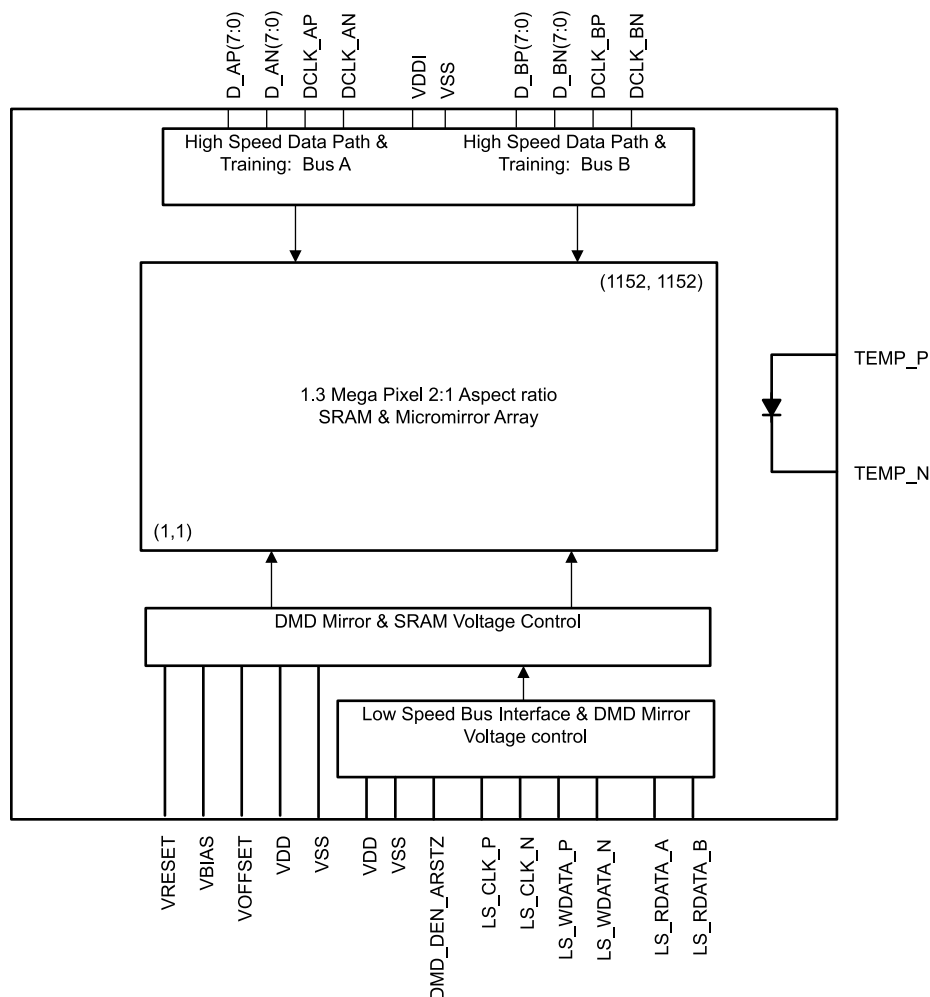 D_AP(7:0)
D_AN(7:0)
DCLK_AP
DCLK_AN
VDDI
VSS
D_BP(7:0)
D_BN(7:0)
DCLK_BP
DCLK_BN
High Speed Data Path &
Training: Bus A
High Speed Data Path &
Training: Bus B
(1152, 1152)
1.3 Mega Pixel 2:1 Aspect ratio
SRAM & Micromirror Array
(1,1)
TEMP_P
TEMP_N
DMD Mirror & SRAM Voltage Control
Low Speed Bus Interface & DMD Mirror
Voltage control
VRESET
VBIAS
VOFFSET
VDD
VSS
VDD
VSS
DMD_DEN_ARSTZ
LS_CLK_P
LS_CLK_N
LS_WDATA_P
LS_WDATA_N
LS_RDATA_A
LS_RDATA_B